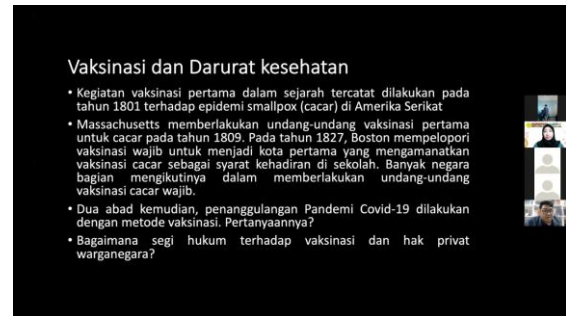 Vaksinasi dan Darurat kesehatan
• Kegiatan vaksinasi pertama dalam sejarah tercatat dilakukan pada
tahun 1801 terhadap epidemi smallpox (cacar) di Amerika Serikat
• Massachusetts memberlakukan undang-undang vaksinasi pertama
untuk cacar pada tahun 1809. Pada tahun 1827, Boston mempelopori
vaksinasi wajib untuk menjadi kota pertama yang mengamanatkan
vaksinasi cacar sebagai syarat kehadiran di sekolah. Banyak negara
bagian mengikutinya dalam memberlakukan undang-undang
vaksinasi cacar wajib.
• Dua abad kemudian, penanggulangan Pandemi Covid-19 dilakukan
dengan metode vaksinasi. Pertanyaannya?
• Bagaimana segi hukum terhadap vaksinasi dan hak privat
warganegara?